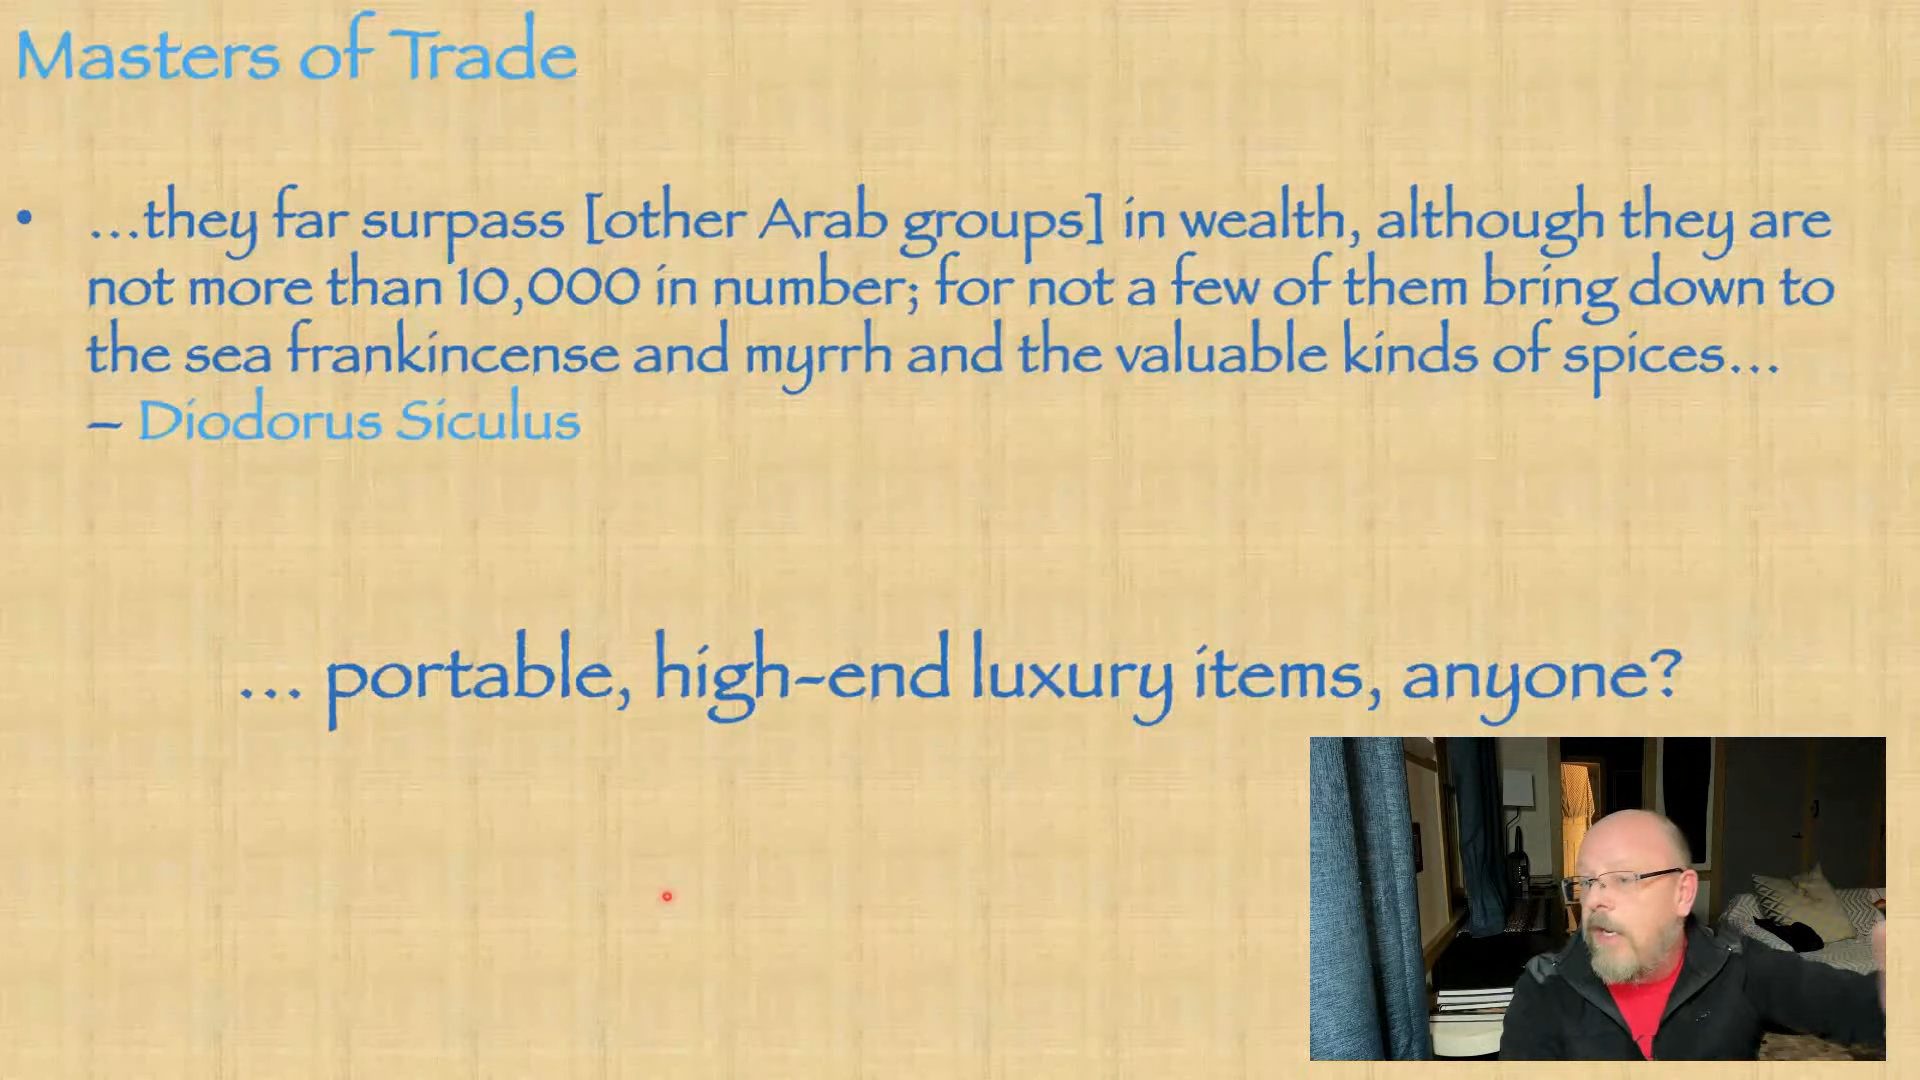 Masters of Trade
• …they far surpass [other Arab groups] in wealth, although they are
not more than 10,000 in number; for not a few of them bring down to
the sea frankincense and myrrh and the valuable kinds of spices…
– Diodorus Siculus
… portable, high-end luxury items, anyone?